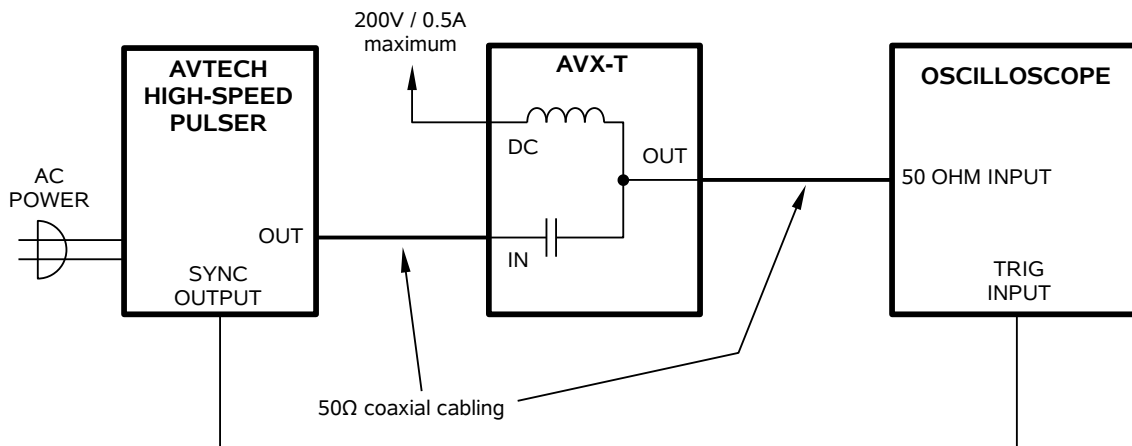 200V / 0.5A
maximum
AVTECH
HIGH-SPEED
PULSER
AVX-T
OSCILLOSCOPE
DC
OUT
AC
POWER
50 OHM INPUT
OUT
IN
SYNC
OUTPUT
TRIG
INPUT
50Ω coaxial cabling